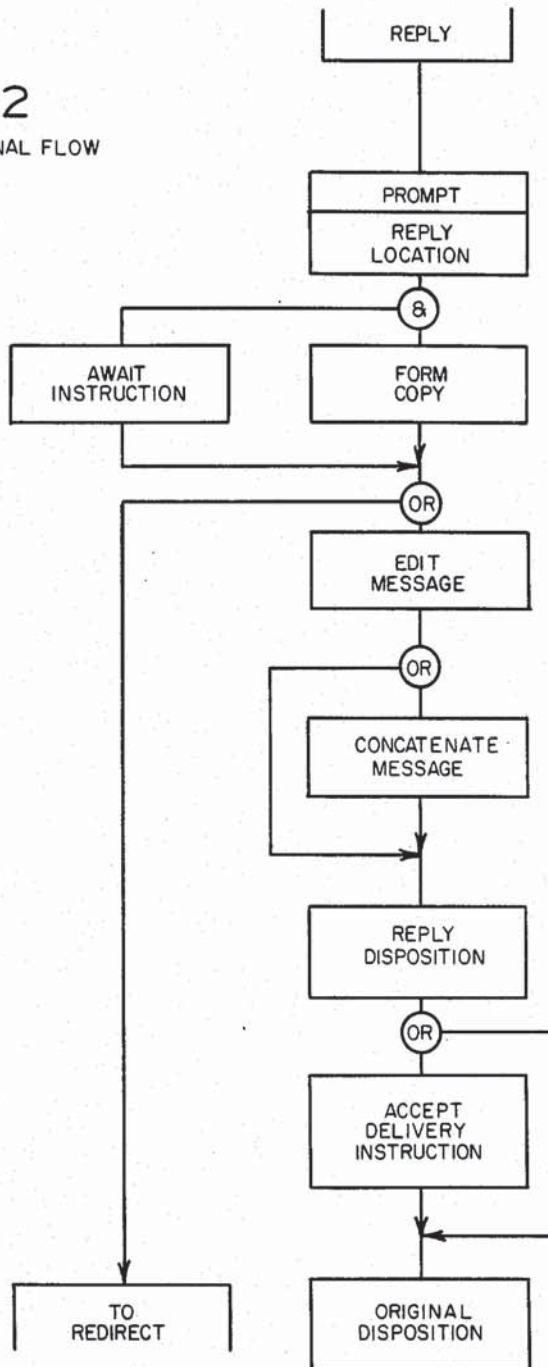 REPLY
2
NAL FLOW
PROMPT
REPLY
LOCATION
&
AWAIT
INSTRUCTION
FORM
COPY
OR
EDIT
MESSAGE
OR
CONCATENATE
MESSAGE
REPLY
DISPOSITION
OR
ACCEPT
DELIVERY
INSTRUCTION
TO
REDIRECT
ORIGINAL
DISPOSITION